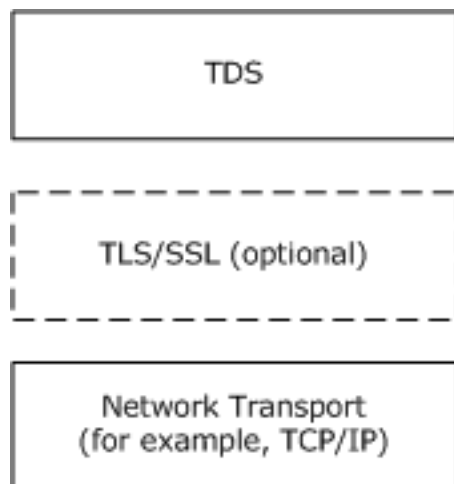 TDS
TLS/SSL (optional)
Network Transport
(for example, TCP/IP)